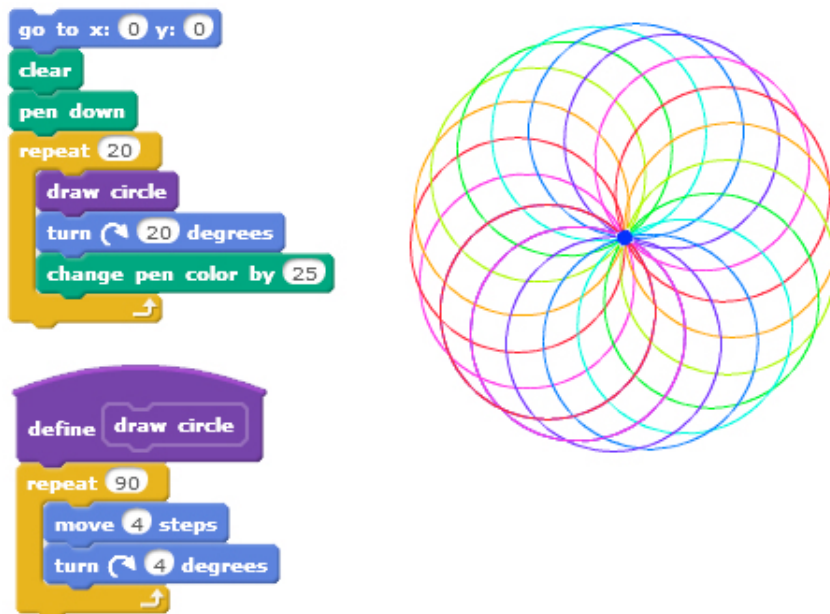 go to x: 0 y: 0
clear
pen down
repeat 20
draw circle
turn 20 degrees
change pen color by 25
define draw circle
repeat 90
move 4 steps
turn 4 degrees